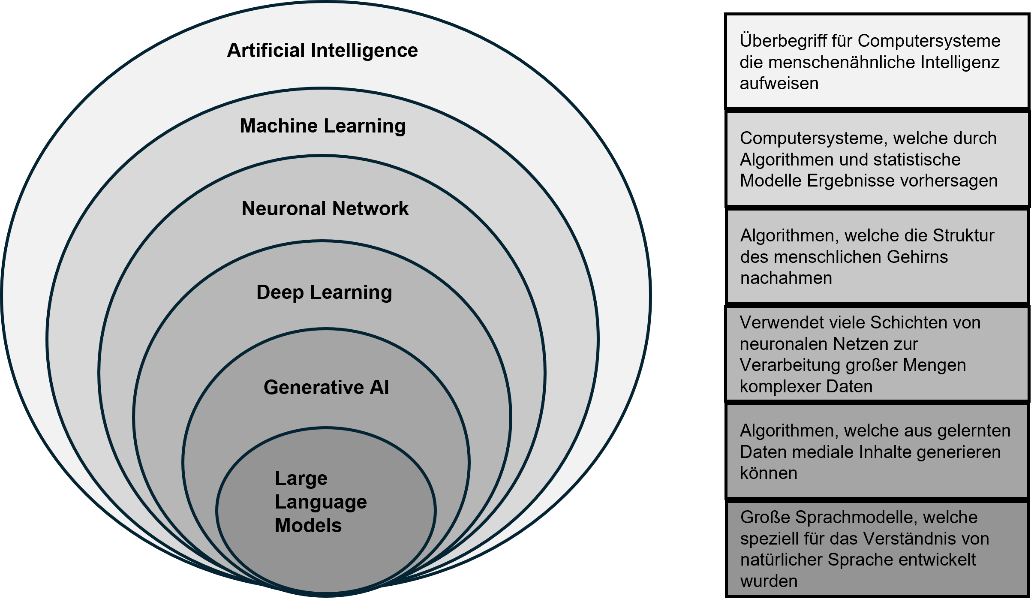 Artificial Intelligence
Machine Learning
Neuronal Network
Deep Learning
Generative AI
Large
Language
Models
Überbegriff für Computersysteme
die menschenähnliche Intelligenz
aufweisen
Computersysteme, welche durch
Algorithmen und statistische
Modelle Ergebnisse vorhersagen
Algorithmen, welche die Struktur
des menschlichen Gehirns
nachahmen
Verwendet viele Schichten von
neuronalen Netzen zur
Verarbeitung großer Mengen
komplexer Daten
Algorithmen, welche aus gelernten
Daten mediale Inhalte generieren
können
Große Sprachmodelle, welche
speziell für das Verständnis von
natürlicher Sprache entwickelt
wurden